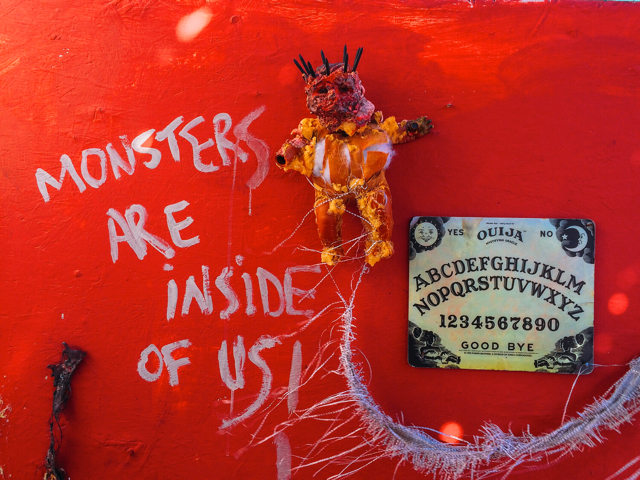 MONSTERS
ARE
iNSiDE
OF US!
YES OUIJA NO
ABCDEFGHIJKLM
NOPQRSTUVWXYZ
1234567890
GOOD BYE